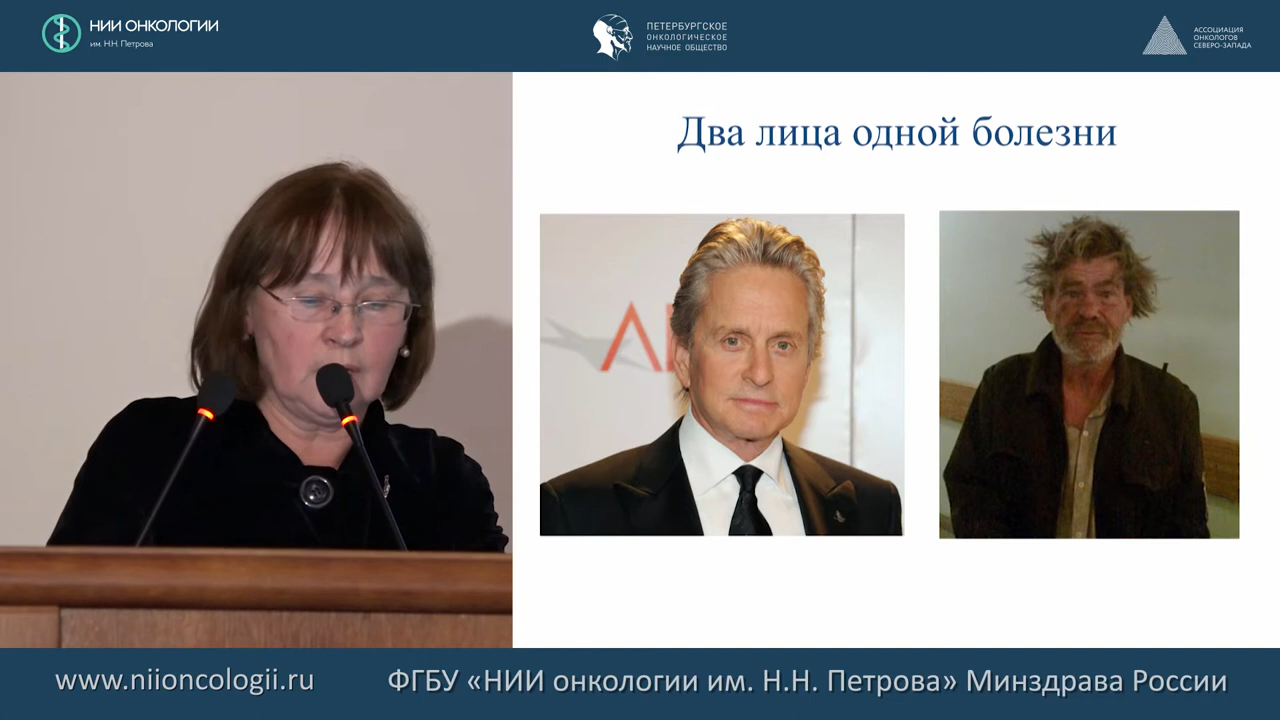 НИИ ОНКОЛОГИИ
им. Н.Н. Петрова
ПЕТЕРБУРГСКОЕ
ОНКОЛОГИЧЕСКОЕ
НАУЧНОЕ ОБЩЕСТВО
АССОЦИАЦИЯ
ОНКОЛОГОВ
СЕВЕРО-ЗАПАДА
Два лица одной болезни
www.niioncologii.ru
ФГБУ «НИИ онкологии им. Н.Н. Петрова» Минздрава России